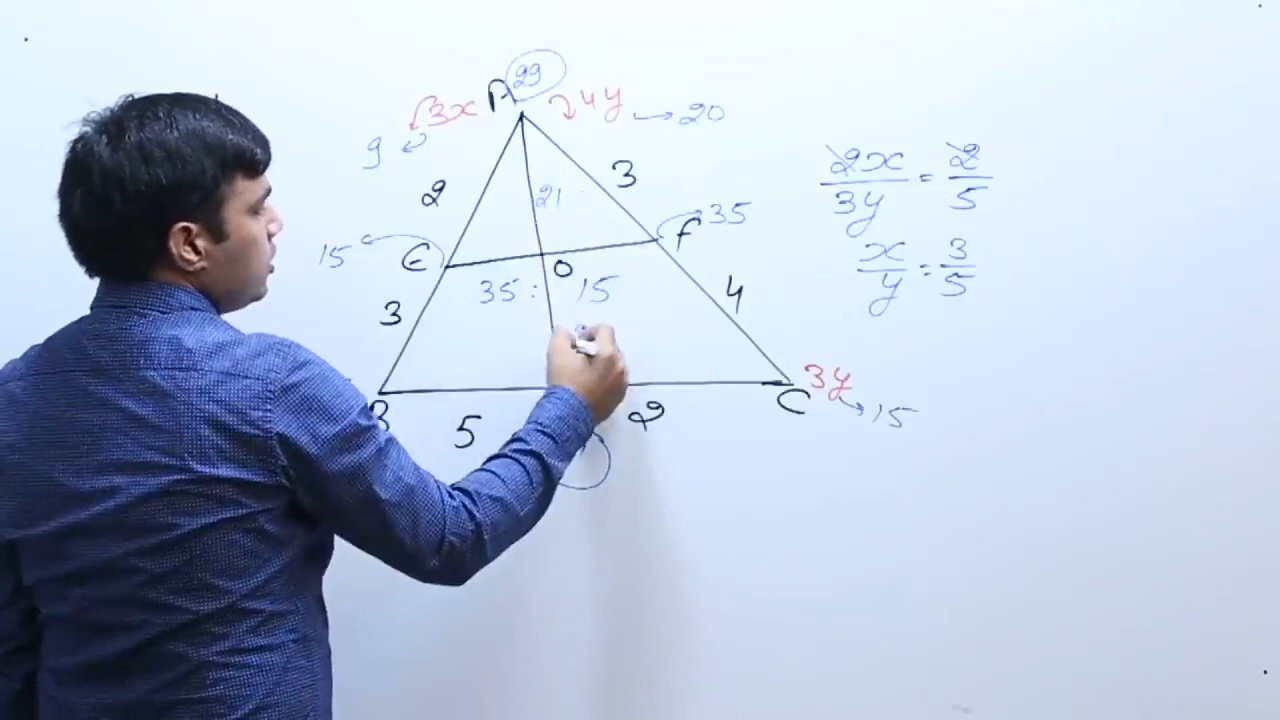 A 29
3x 4y → 20
9
2 3
21
2x/3y = 2/5
35
15 E F
O
x/y = 3/5
35 : 15
3 4
B C 3y
15
5 2